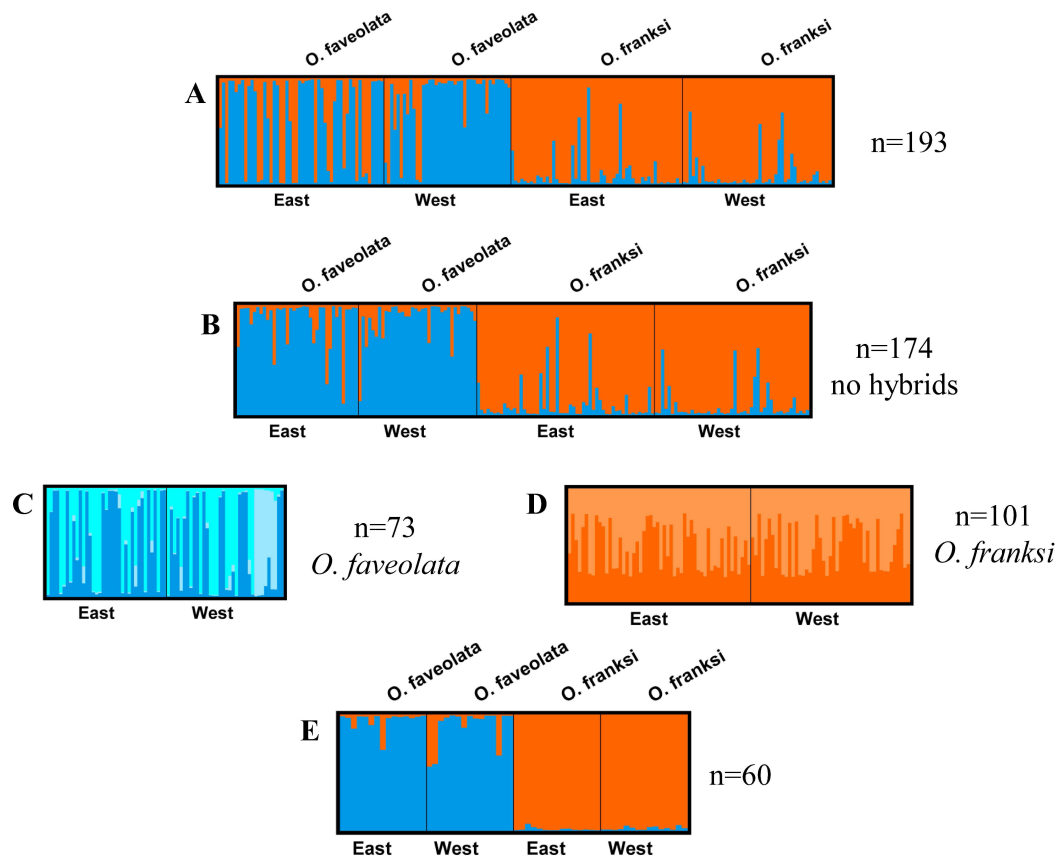 O. faveolata
O. faveolata
O. franksi
O. franksi
A
n=193
East
West
East
West
O. faveolata
O. faveolata
O. franksi
O. franksi
B
n=174
no hybrids
East
West
East
West
C
n=73
O. faveolata
East
West
D
n=101
O. franksi
East
West
O. faveolata
O. faveolata
O. franksi
O. franksi
E
n=60
East
West
East
West